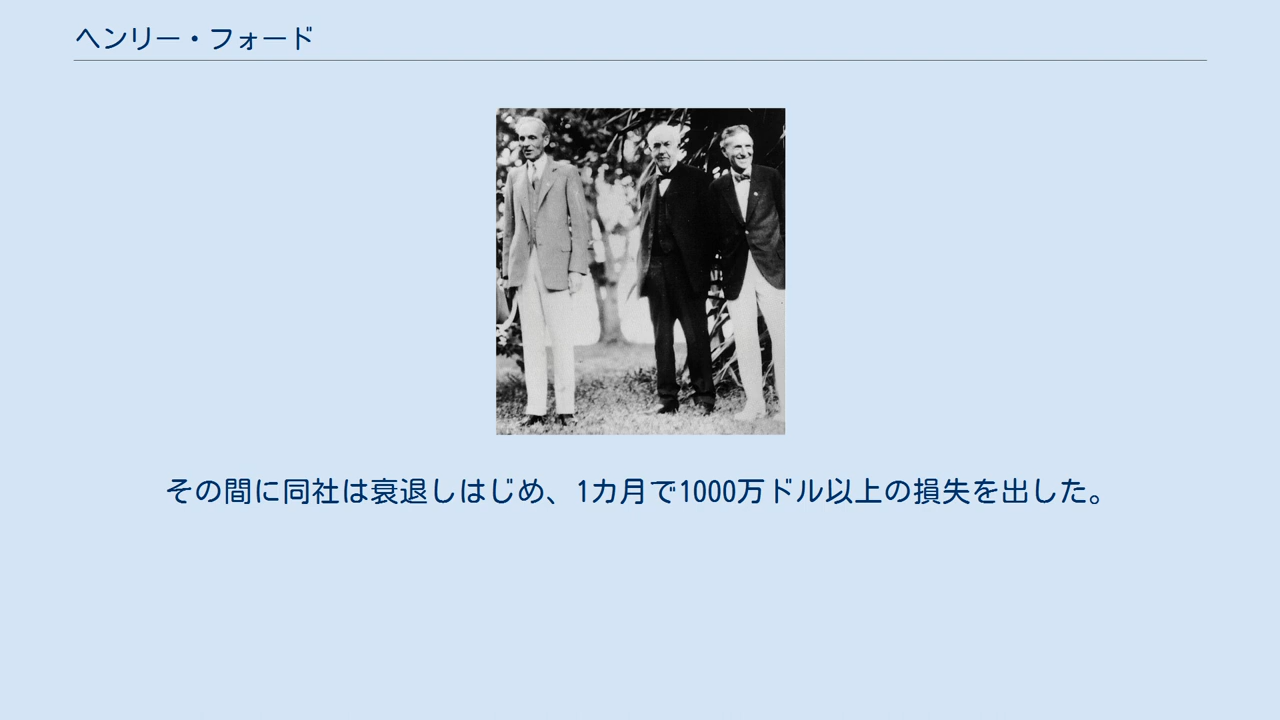 ヘンリー・フォード
その間に同社は衰退しはじめ、1カ月で1000万ドル以上の損失を出した。